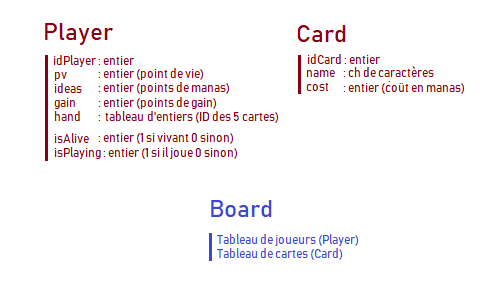 Player
idPlayer : entier
pv : entier (point de vie)
ideas : entier (points de manas)
gain : entier (points de gain)
hand : tableau d'entiers (ID des 5 cartes)
isAlive : entier (1 si vivant 0 sinon)
isPlaying : entier (1 si il joue 0 sinon)
Card
idCard : entier
name : ch de caractères
cost : entier (coût en manas)
Board
Tableau de joueurs (Player)
Tableau de cartes (Card)